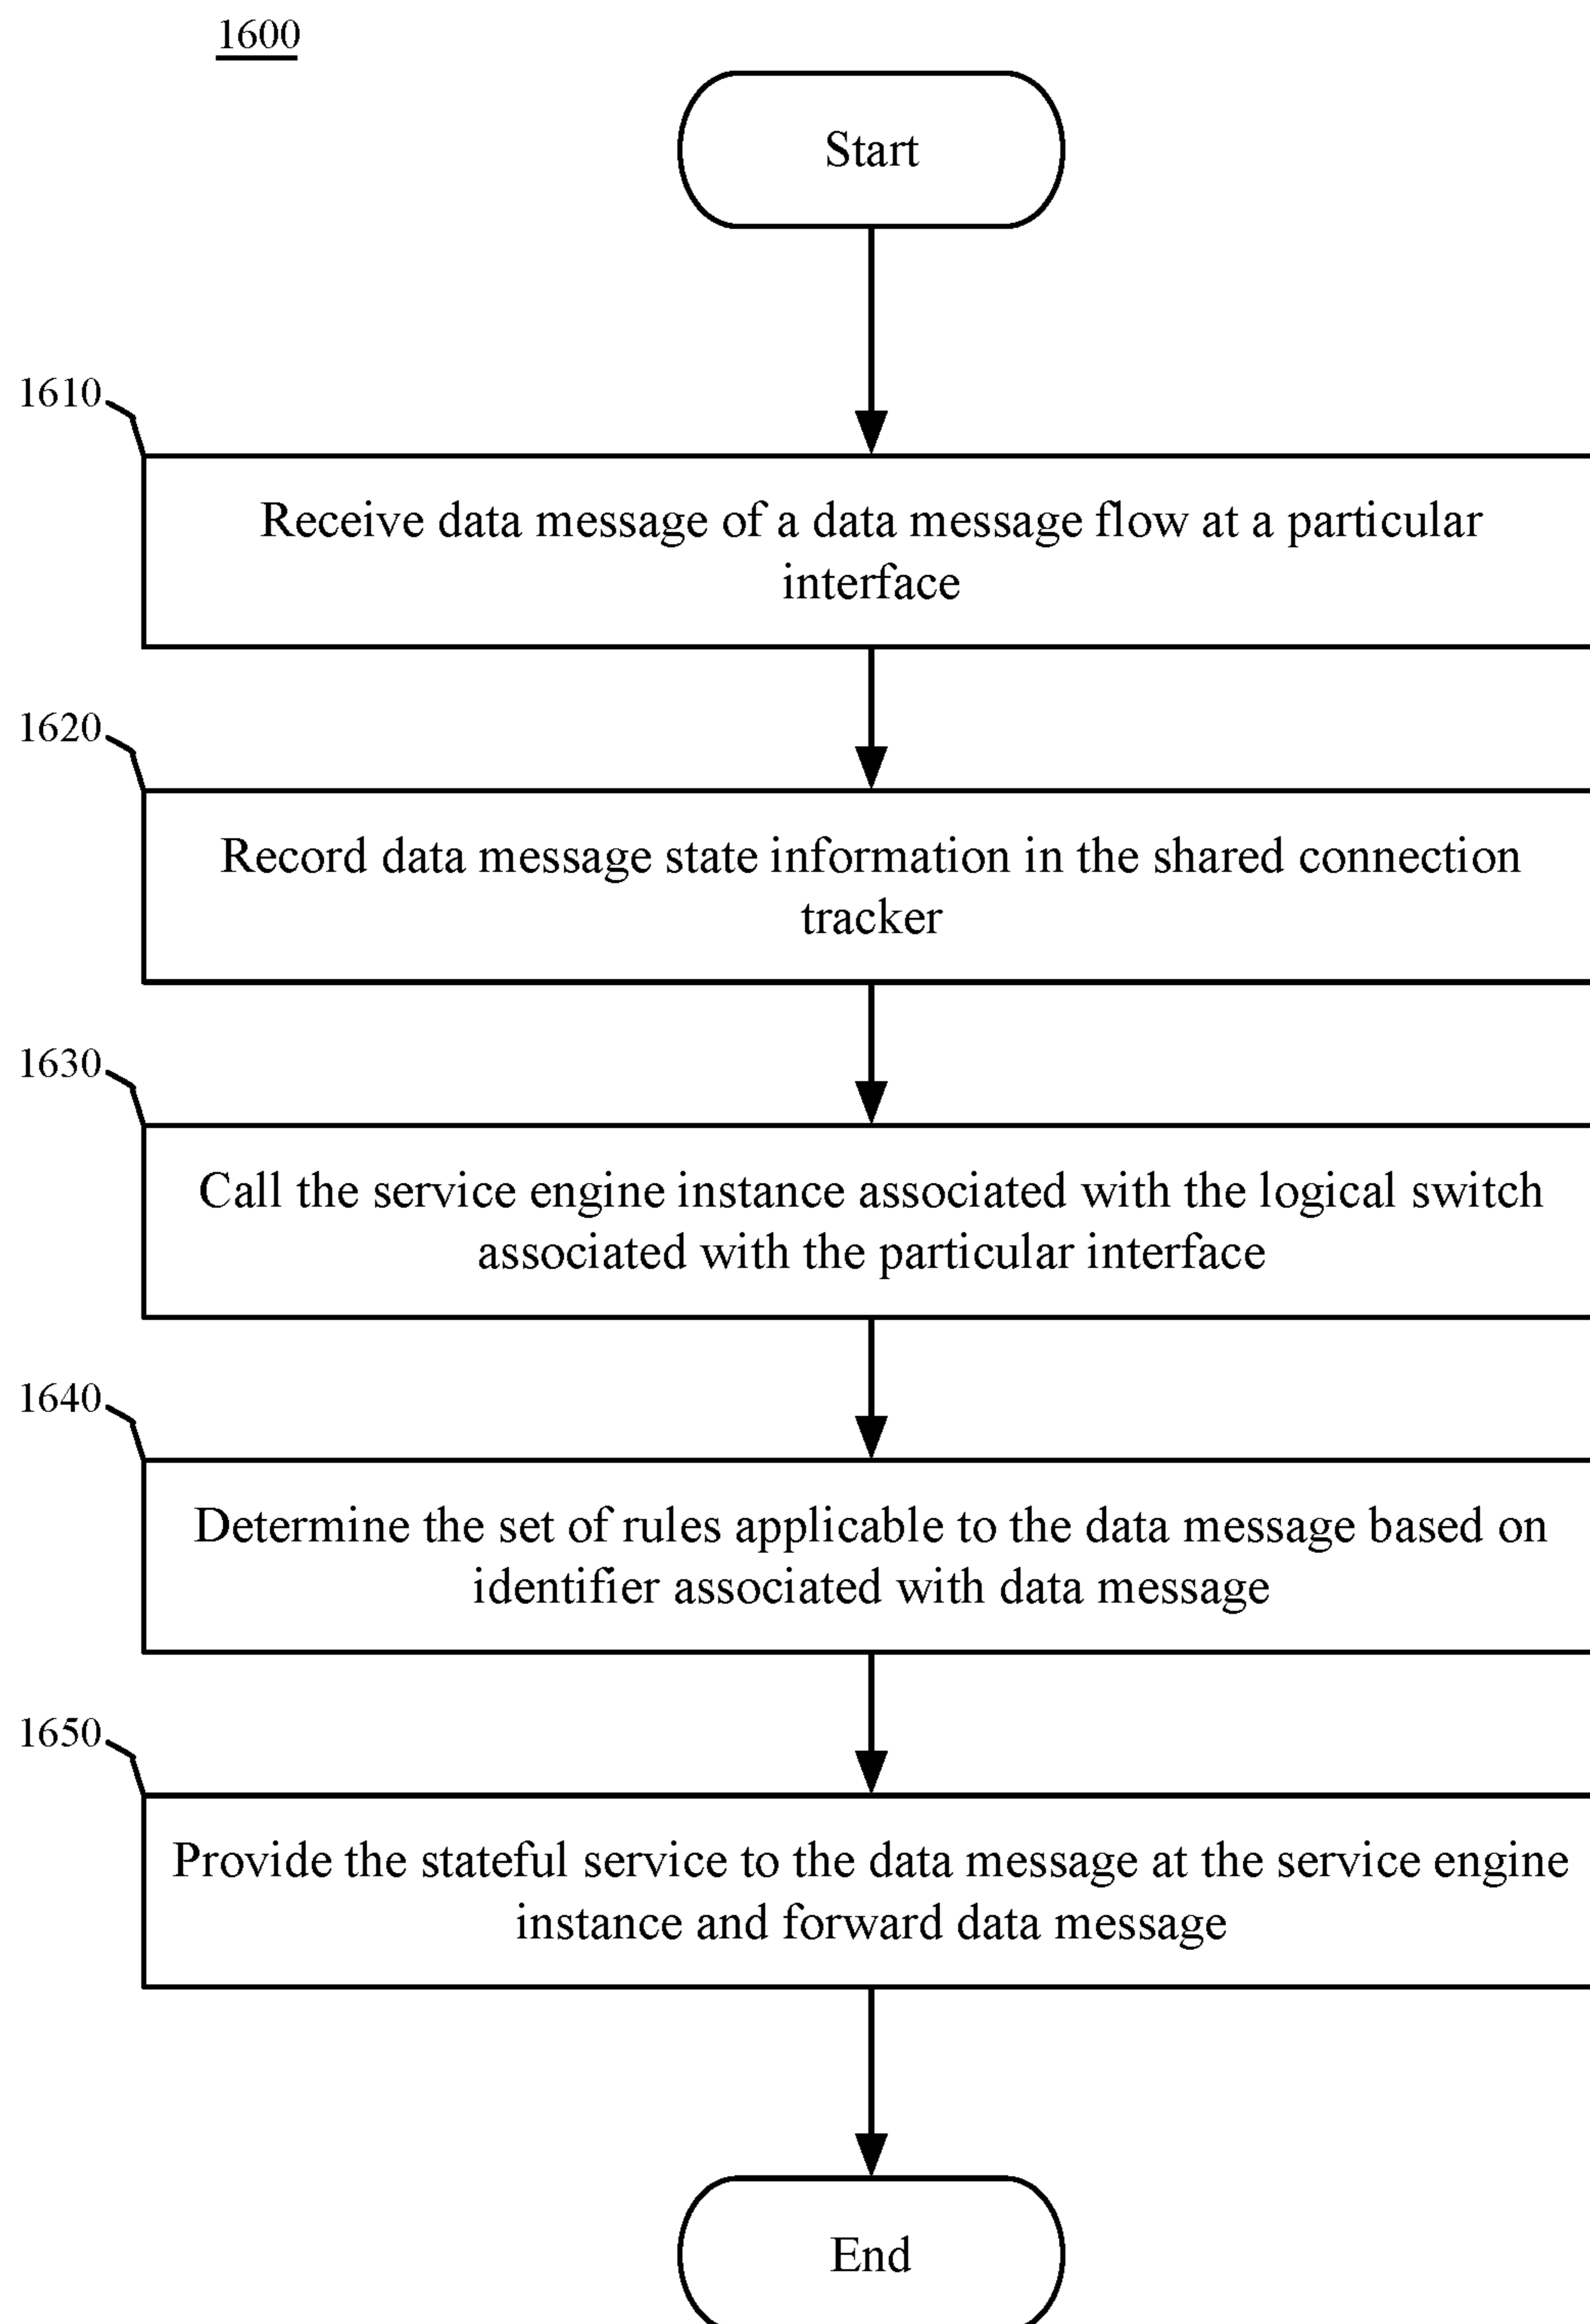 1600
Start
1610
Receive data message of a data message flow at a particular
interface
1620
Record data message state information in the shared connection
tracker
1630
Call the service engine instance associated with the logical switch
associated with the particular interface
1640
Determine the set of rules applicable to the data message based on
identifier associated with data message
1650
Provide the stateful service to the data message at the service engine
instance and forward data message
End